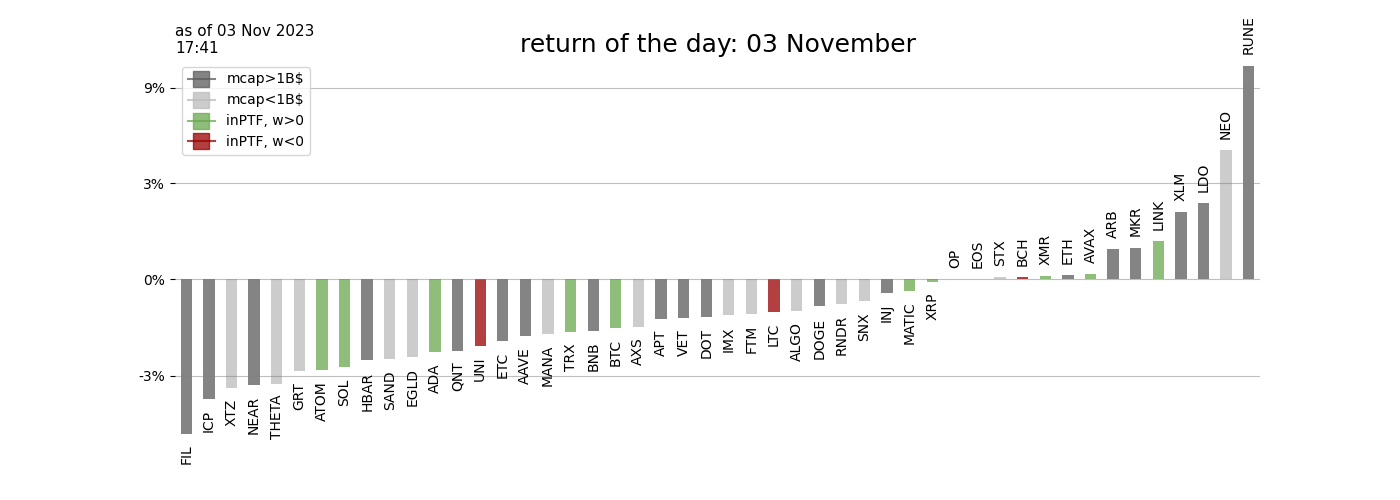 as of 03 Nov 2023
17:41
return of the day: 03 November
mcap>1B$
mcap<1B$
inPTF, w>0
inPTF, w<0
9%
3%
0%
-3%
FIL
ICP
XTZ
NEAR
THETA
GRT
ATOM
SOL
HBAR
SAND
EGLD
ADA
QNT
UNI
ETC
AAVE
MANA
TRX
BNB
BTC
AXS
APT
VET
DOT
IMX
FTM
LTC
ALGO
DOGE
RNDR
SNX
INJ
MATIC
XRP
OP
EOS
STX
BCH
XMR
ETH
AVAX
ARB
MKR
LINK
XLM
LDO
NEO
RUNE